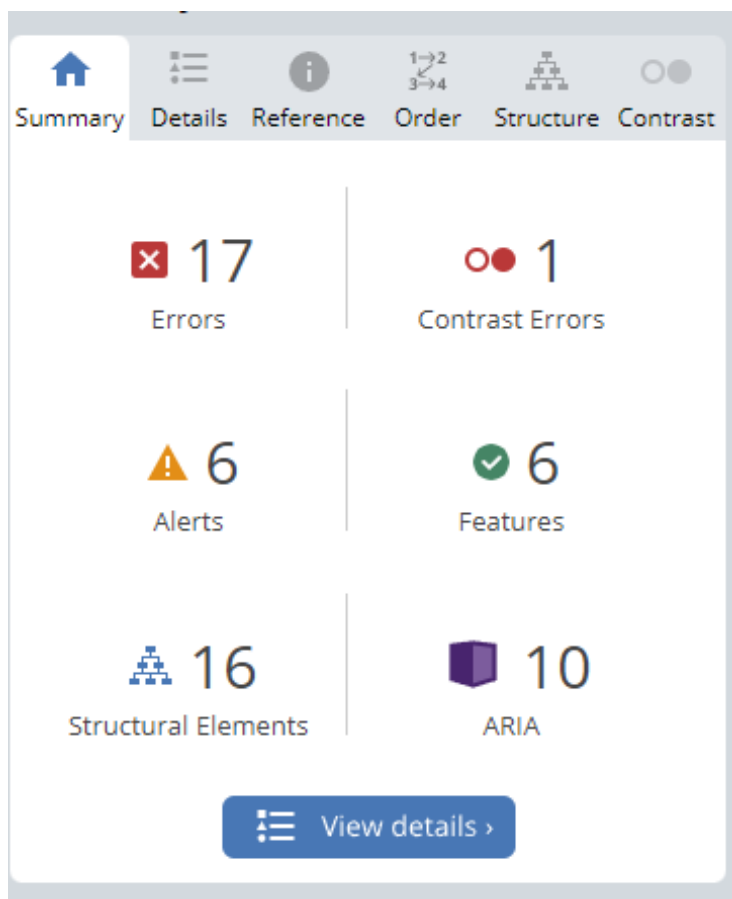 1→2
3→4
Summary Details Reference Order Structure Contrast
17 1
Errors Contrast Errors
6 6
Alerts Features
16 10
Structural Elements ARIA
View details ›